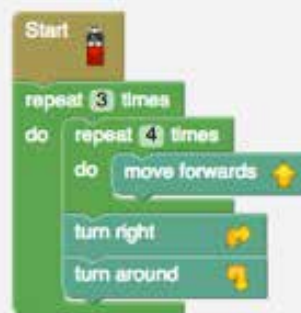 Start
repeat 3 times
do repeat 4 times
do move forwards
turn right
turn around